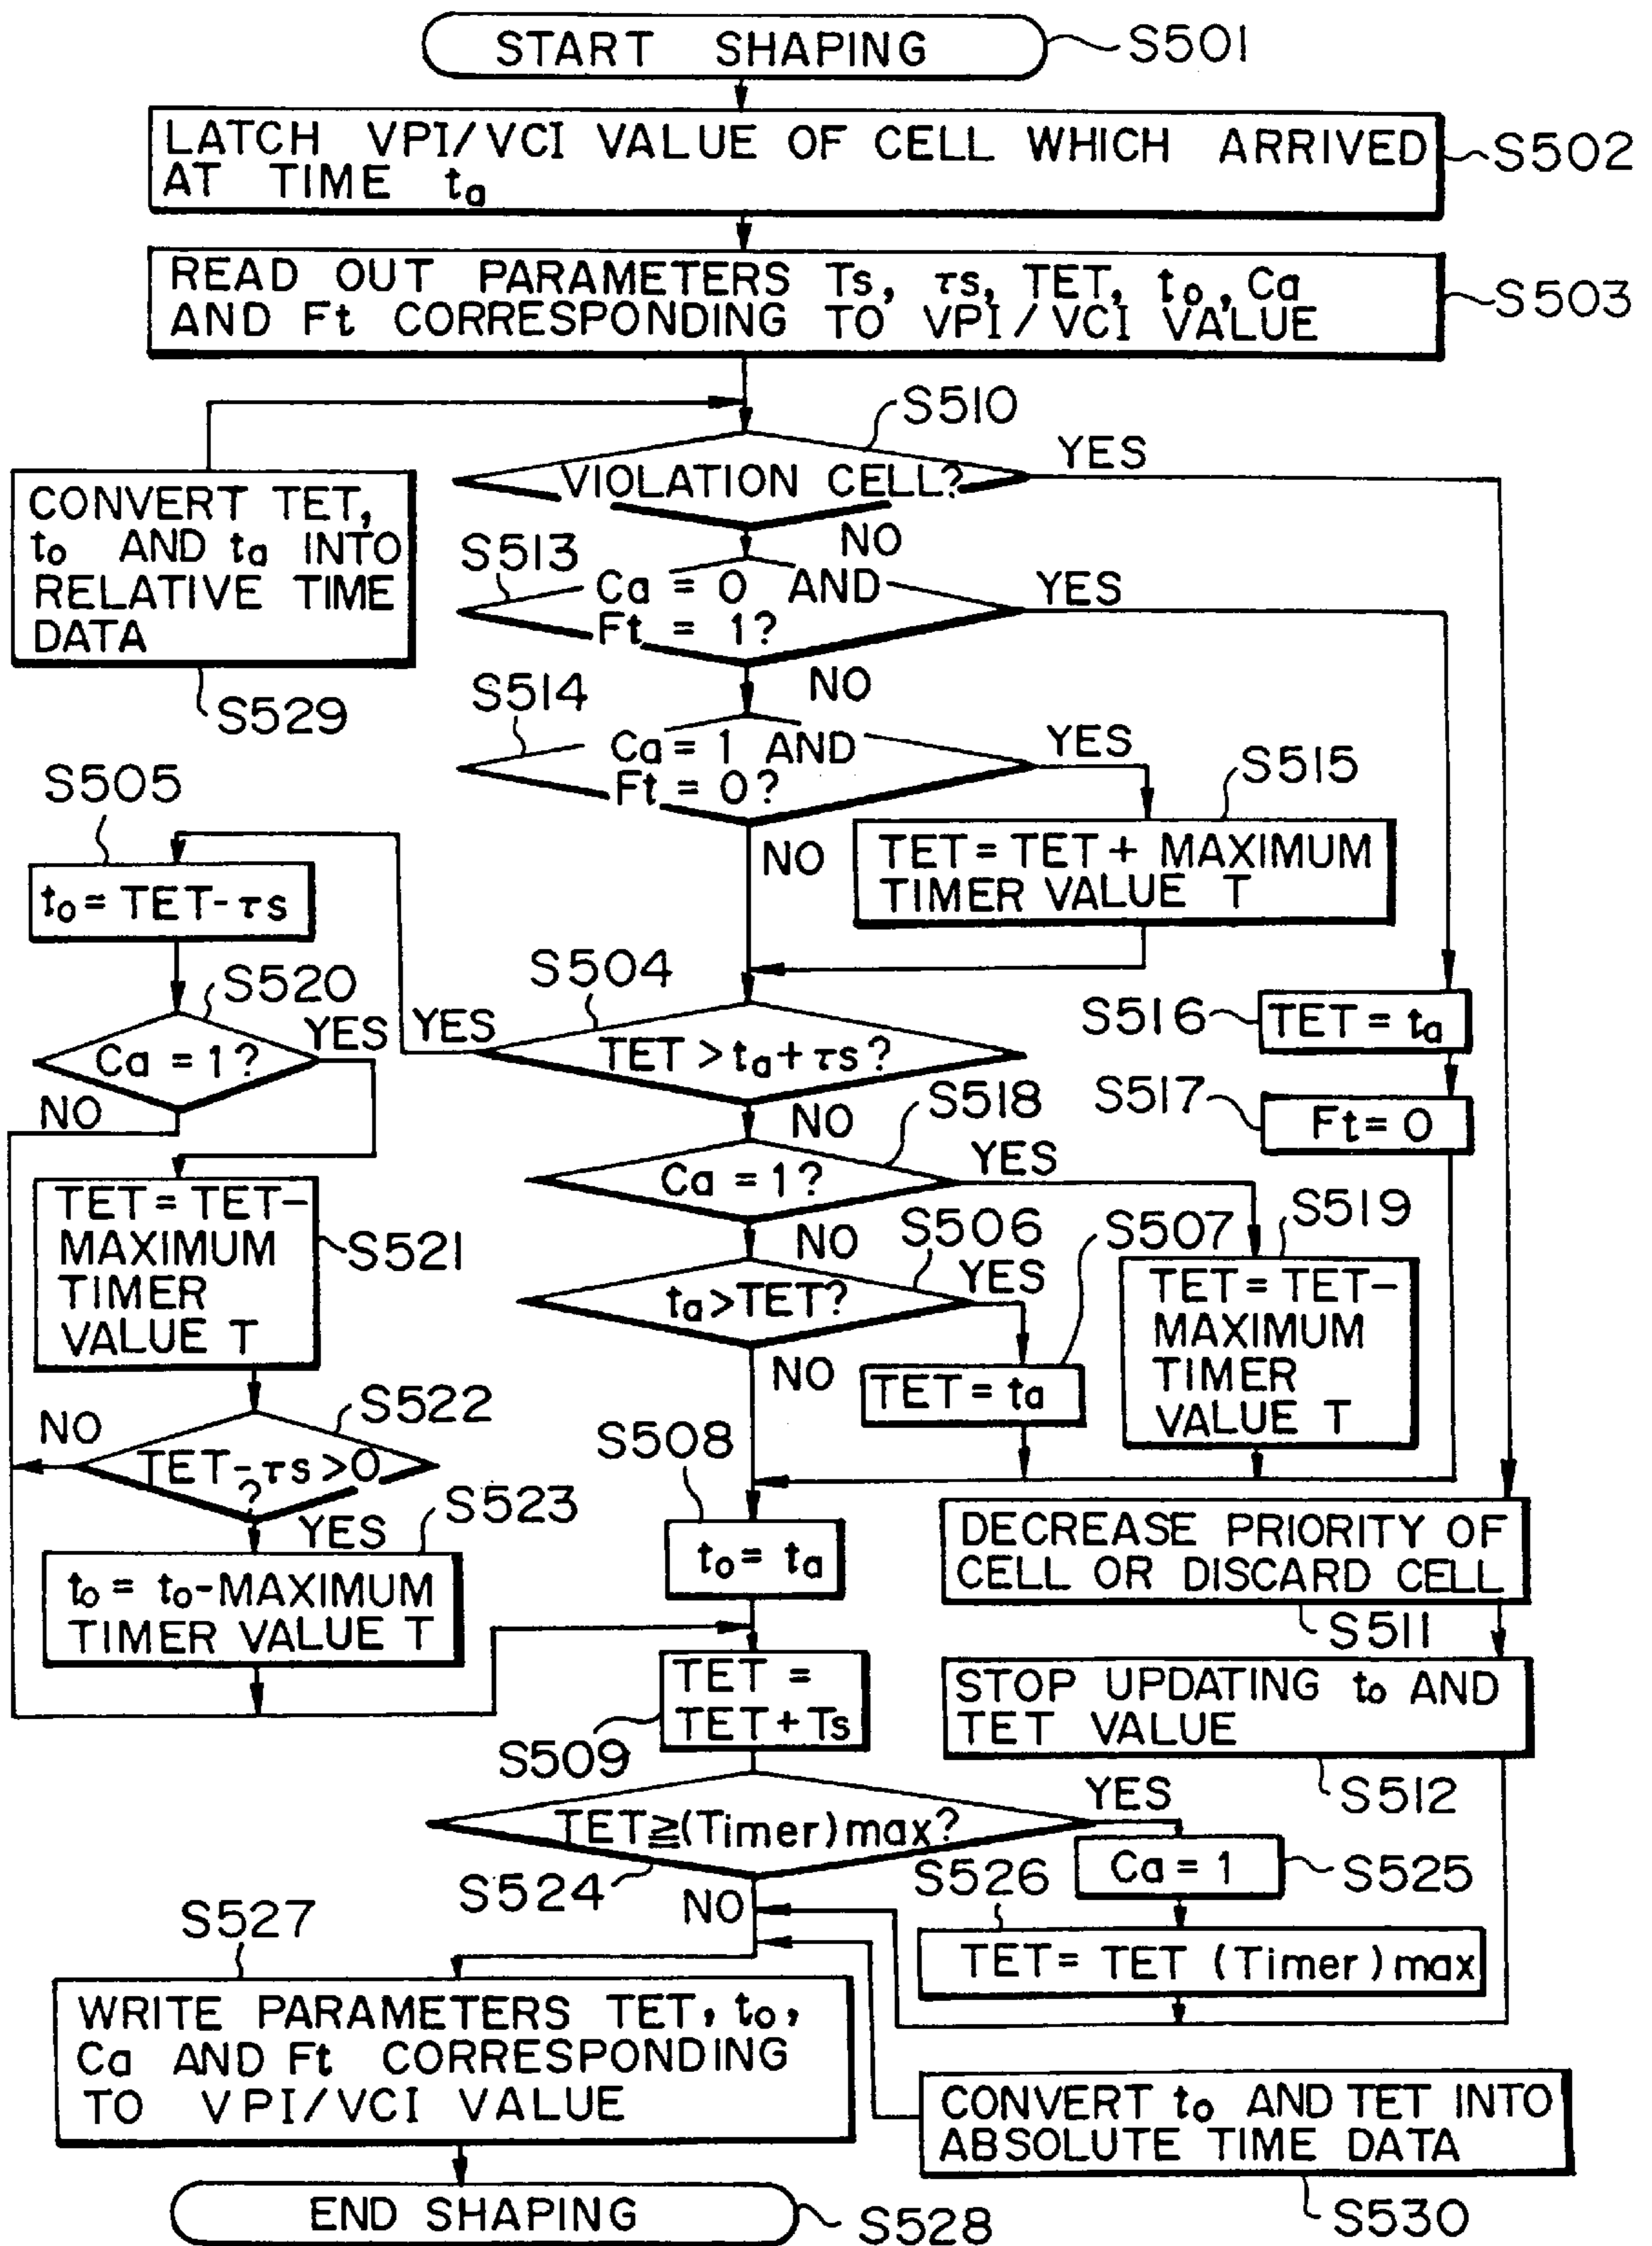 START SHAPING
S501
LATCH VPI/VCI VALUE OF CELL WHICH ARRIVED
AT TIME ta
S502
READ OUT PARAMETERS Ts, τs, TET, to, Ca
AND Ft CORRESPONDING TO VPI/VCI VALUE
S503
S510
VIOLATION CELL?
YES
NO
CONVERT TET,
to AND ta INTO
RELATIVE TIME
DATA
S529
S513
Ca = 0 AND
Ft = 1?
YES
NO
S514
Ca = 1 AND
Ft = 0?
YES
NO
S515
TET = TET + MAXIMUM
TIMER VALUE T
S505
to = TET - τs
S504
TET > ta + τs?
YES
NO
S516
TET = ta
S517
Ft = 0
S520
Ca = 1?
YES
NO
S518
Ca = 1?
YES
NO
S521
TET = TET-
MAXIMUM
TIMER
VALUE T
S506
ta > TET?
YES
NO
S507
TET = ta
S519
TET = TET-
MAXIMUM
TIMER
VALUE T
S522
TET - τs > 0
?
NO
YES
S508
to = ta
S523
to = to-MAXIMUM
TIMER VALUE T
DECREASE PRIORITY OF
CELL OR DISCARD CELL
S511
TET =
TET + Ts
S509
STOP UPDATING to AND
TET VALUE
S512
TET ≧ (Timer) max?
YES
S524
NO
Ca = 1
S525
S526
TET = TET (Timer) max
S527
WRITE PARAMETERS TET, to,
Ca AND Ft CORRESPONDING
TO VPI/VCI VALUE
CONVERT to AND TET INTO
ABSOLUTE TIME DATA
S530
END SHAPING
S528